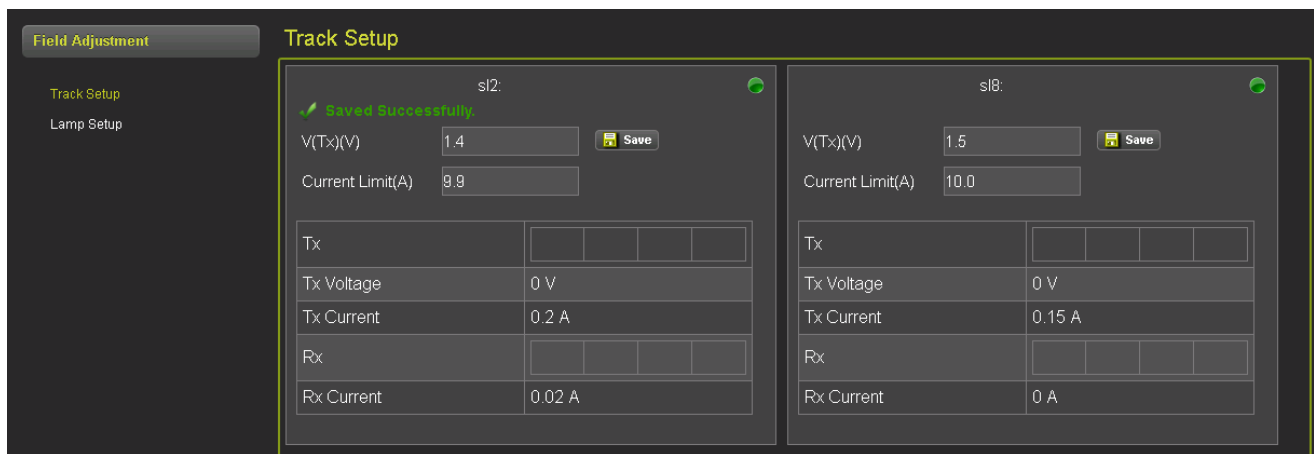 Field Adjustment
Track Setup
Lamp Setup
Track Setup
sl2:
Saved Successfully.
V(Tx)(V) 1.4 Save
Current Limit(A) 9.9
Tx
Tx Voltage 0 V
Tx Current 0.2 A
Rx
Rx Current 0.02 A
sl8:
V(Tx)(V) 1.5 Save
Current Limit(A) 10.0
Tx
Tx Voltage 0 V
Tx Current 0.15 A
Rx
Rx Current 0 A